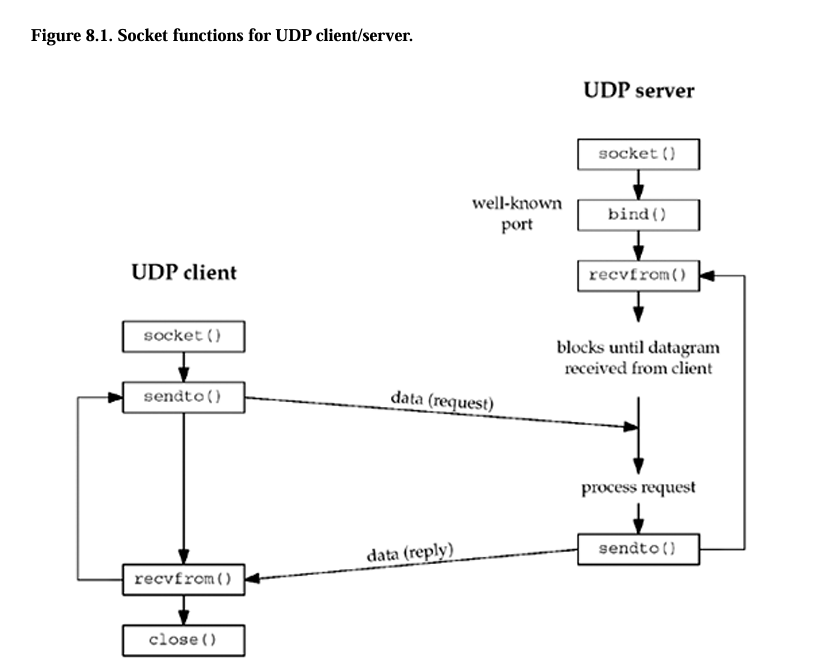 Figure 8.1. Socket functions for UDP client/server.
UDP server
socket()
well-known
port
bind()
recvfrom()
UDP client
blocks until datagram
received from client
socket()
sendto()
data (request)
process request
sendto()
data (reply)
recvfrom()
close()